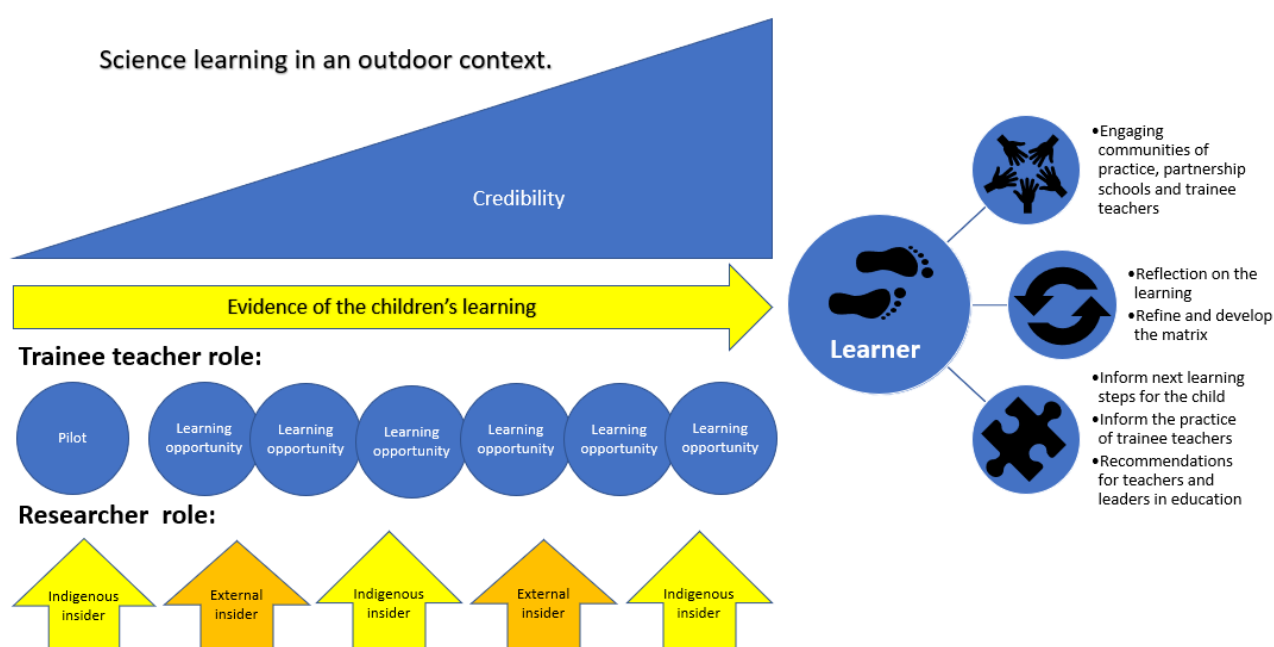 Science learning in an outdoor context.
Credibility
Evidence of the children's learning
Trainee teacher role:
Pilot
Learning
opportunity
Learning
opportunity
Learning
opportunity
Learning
opportunity
Learning
opportunity
Learning
opportunity
Researcher role:
Indigenous
insider
External
insider
Indigenous
insider
External
insider
Indigenous
insider
Learner
•Engaging
communities of
practice, partnership
schools and trainee
teachers
•Reflection on the
learning
•Refine and develop
the matrix
•Inform next learning
steps for the child
•Inform the practice
of trainee teachers
•Recommendations
for teachers and
leaders in education